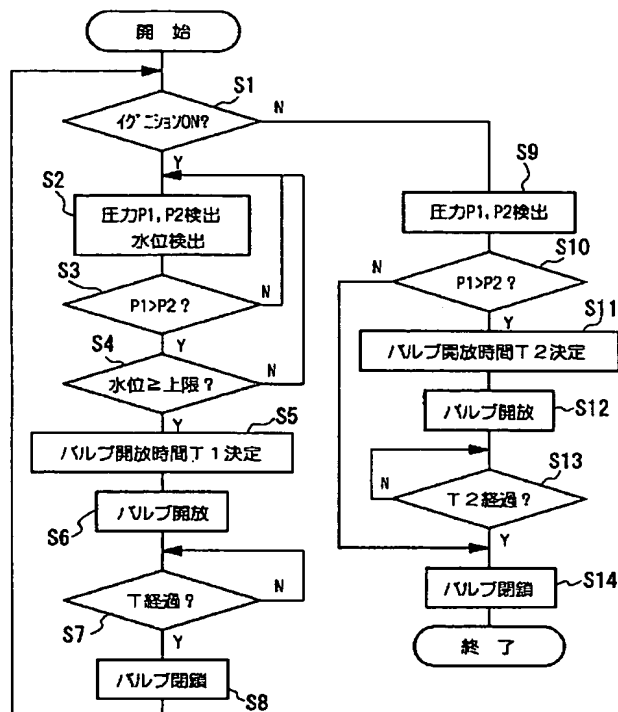 開 始
S1
イグニションON?
N
Y
S2
圧力P1, P2検出
水位検出
S3
P1>P2?
N
Y
S4
水位≧上限?
N
Y
S5
バルブ開放時間T1決定
S6
バルブ開放
S7
T経過?
N
Y
バルブ閉鎖
S8
S9
圧力P1, P2検出
S10
N
P1>P2?
Y
S11
バルブ開放時間T2決定
バルブ開放
S12
S13
N
T2経過?
Y
バルブ閉鎖
S14
終 了